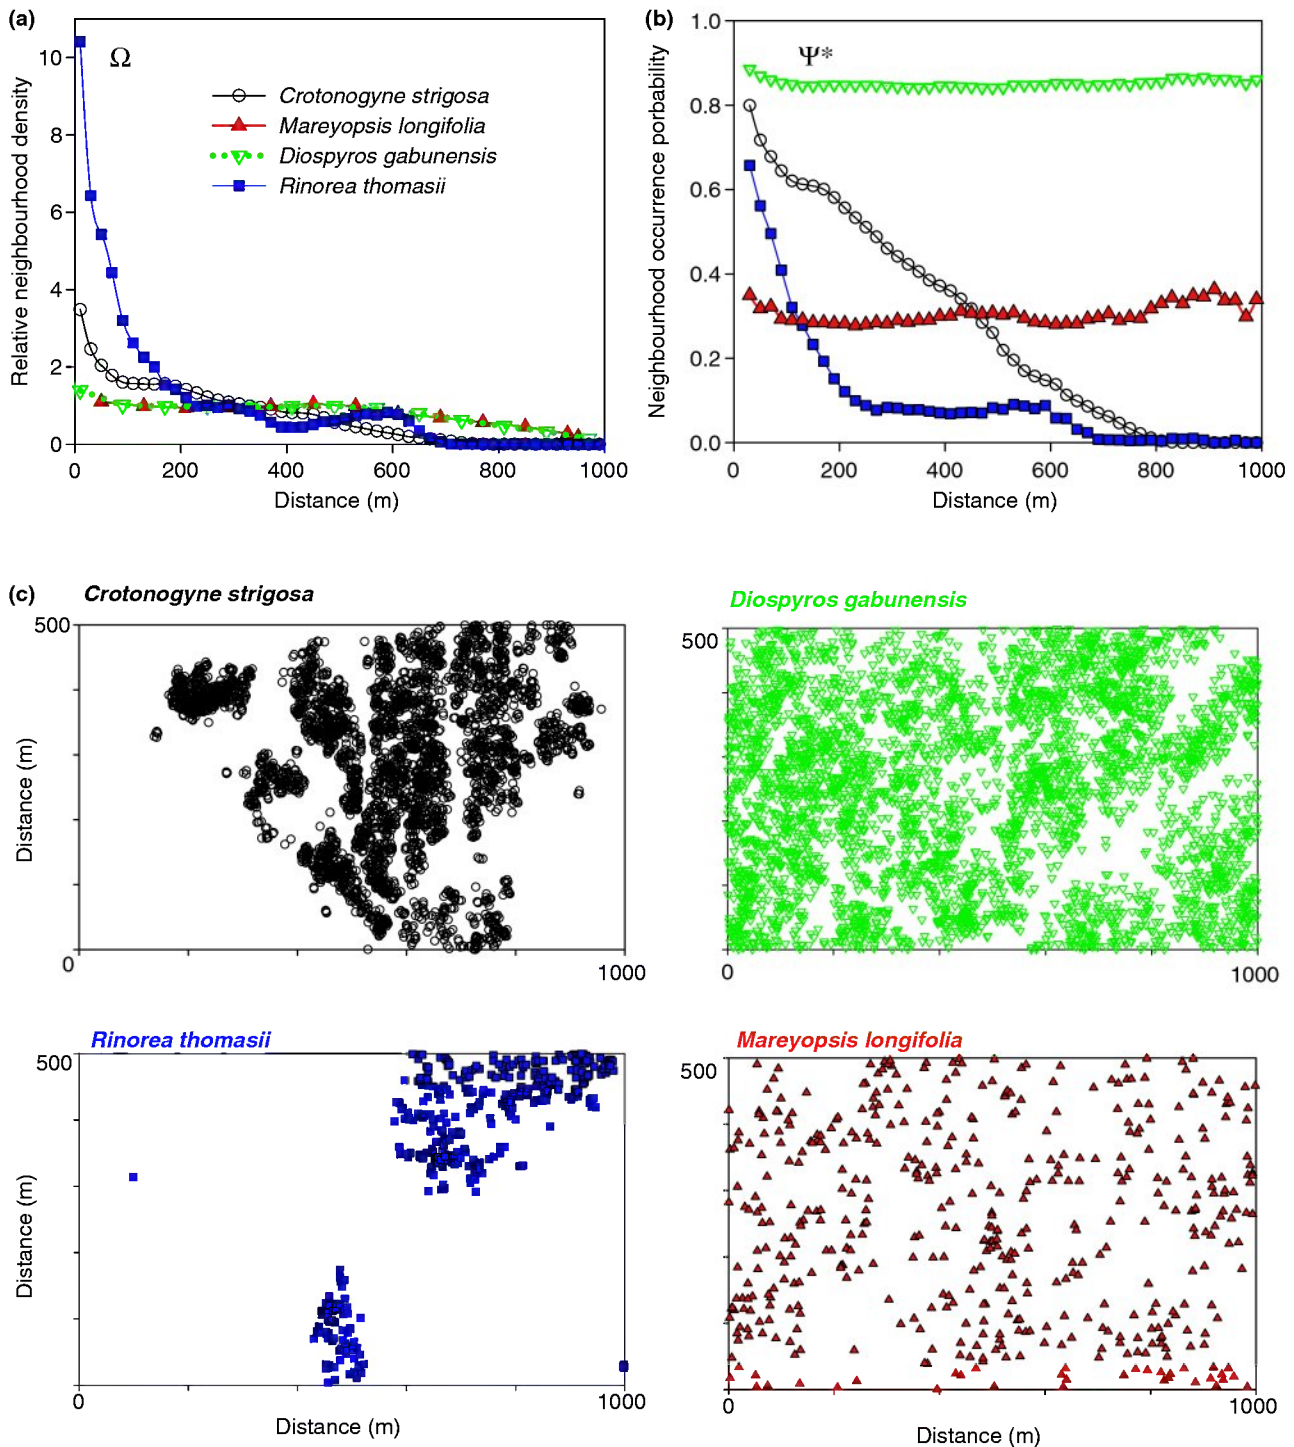 (a)
Relative neighbourhood density
10
8
6
4
2
0
Ω
Crotonogyne strigosa
Mareyopsis longifolia
Diospyros gabunensis
Rinorea thomasii
0 200 400 600 800 1000
Distance (m)
(b)
Neighbourhood occurrence porbability
1.0
0.8
0.6
0.4
0.2
0.0
Ψ*
0 200 400 600 800 1000
Distance (m)
(c)
Crotonogyne strigosa
500
Distance (m)
0 1000
Diospyros gabunensis
500
0 1000
Rinorea thomasii
500
Distance (m)
0 1000
Distance (m)
Mareyopsis longifolia
500
0 1000
Distance (m)